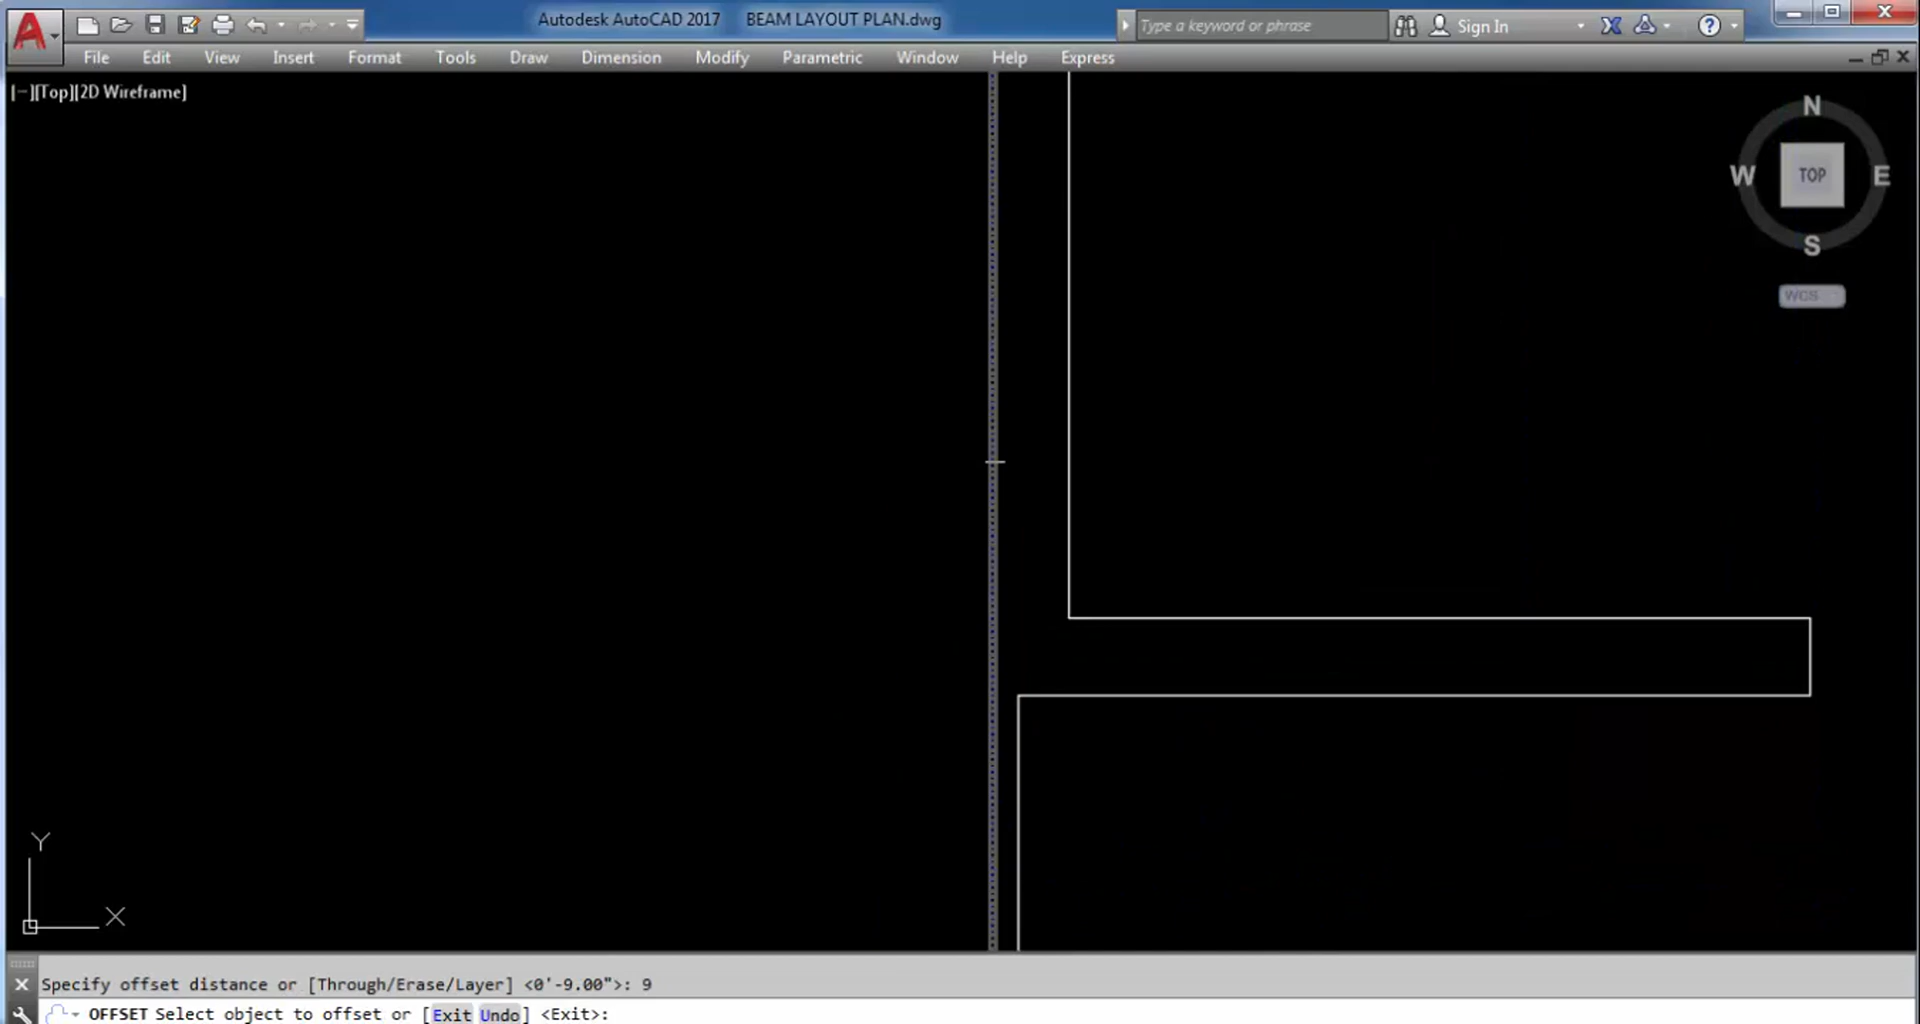 Autodesk AutoCAD 2017 BEAM LAYOUT PLAN.dwg
Type a keyword or phrase
Sign In
File Edit View Insert Format Tools Draw Dimension Modify Parametric Window Help Express
[−][Top][2D Wireframe]
N
W TOP E
S
WCS
Y
X
Specify offset distance or [Through/Erase/Layer] <0'-9.00">: 9
OFFSET Select object to offset or [Exit Undo] <Exit>: